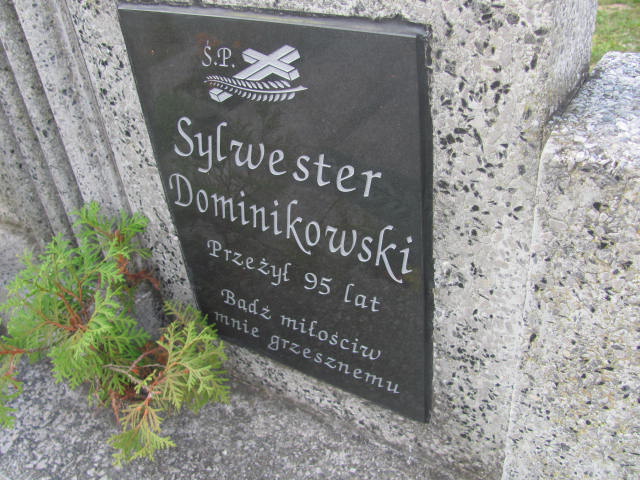 Ś.P.
Sylwester
Dominikowski
Przeżył 95 lat
Bądź miłościw
mnie grzesznemu